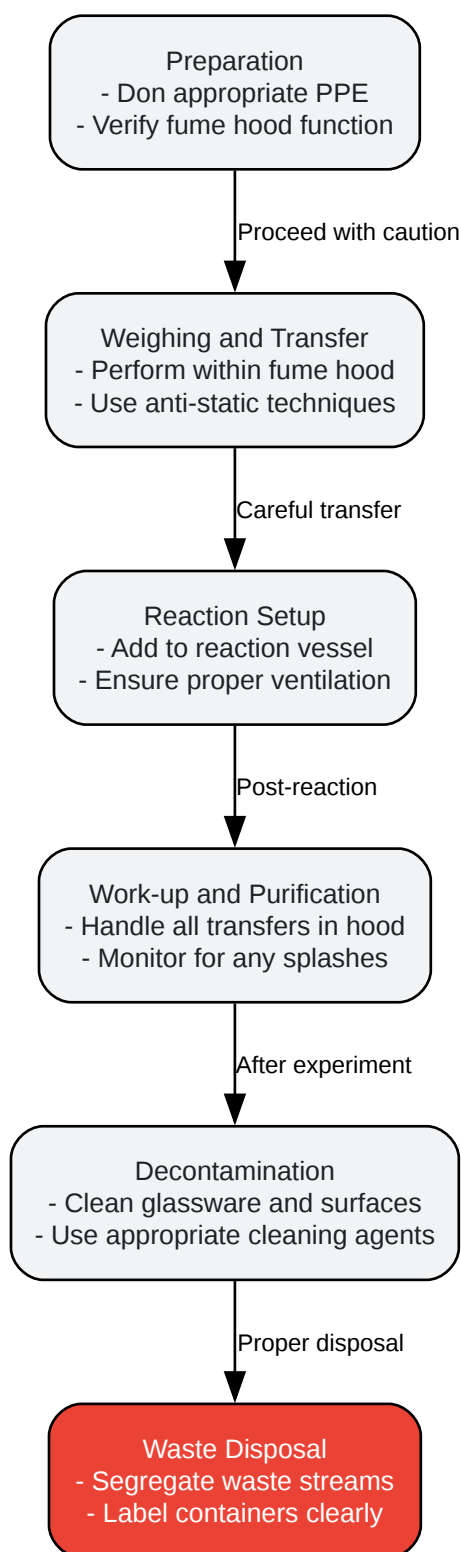 Preparation
- Don appropriate PPE
- Verify fume hood function
Proceed with caution
Weighing and Transfer
- Perform within fume hood
- Use anti-static techniques
Careful transfer
Reaction Setup
- Add to reaction vessel
- Ensure proper ventilation
Post-reaction
Work-up and Purification
- Handle all transfers in hood
- Monitor for any splashes
After experiment
Decontamination
- Clean glassware and surfaces
- Use appropriate cleaning agents
Proper disposal
Waste Disposal
- Segregate waste streams
- Label containers clearly